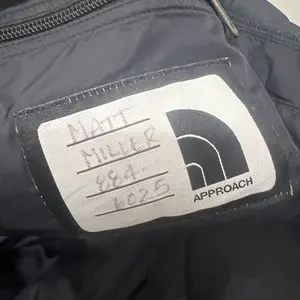 MATT
MILLER
884-
6025
APPROACH